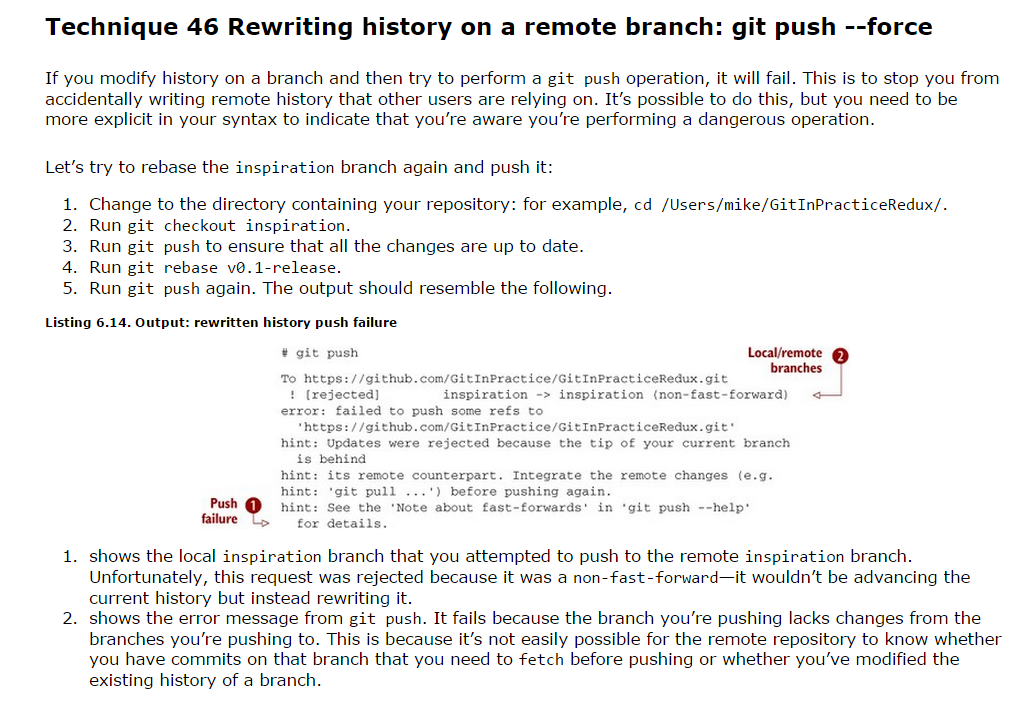 Technique 46 Rewriting history on a remote branch: git push --force
If you modify history on a branch and then try to perform a git push operation, it will fail. This is to stop you from
accidentally writing remote history that other users are relying on. It’s possible to do this, but you need to be
more explicit in your syntax to indicate that you’re aware you’re performing a dangerous operation.
Let’s try to rebase the inspiration branch again and push it:
1. Change to the directory containing your repository: for example, cd /Users/mike/GitInPracticeRedux/.
2. Run git checkout inspiration.
3. Run git push to ensure that all the changes are up to date.
4. Run git rebase v0.1-release.
5. Run git push again. The output should resemble the following.
Listing 6.14. Output: rewritten history push failure
# git push
Local/remote 2
branches
To https://github.com/GitInPractice/GitInPracticeRedux.git
! [rejected] inspiration -> inspiration (non-fast-forward)
error: failed to push some refs to
'https://github.com/GitInPractice/GitInPracticeRedux.git'
hint: Updates were rejected because the tip of your current branch
is behind
hint: its remote counterpart. Integrate the remote changes (e.g.
hint: 'git pull ...') before pushing again.
Push 1
failure
hint: See the 'Note about fast-forwards' in 'git push --help'
for details.
1. shows the local inspiration branch that you attempted to push to the remote inspiration branch.
Unfortunately, this request was rejected because it was a non-fast-forward—it wouldn’t be advancing the
current history but instead rewriting it.
2. shows the error message from git push. It fails because the branch you’re pushing lacks changes from the
branches you’re pushing to. This is because it’s not easily possible for the remote repository to know whether
you have commits on that branch that you need to fetch before pushing or whether you’ve modified the
existing history of a branch.